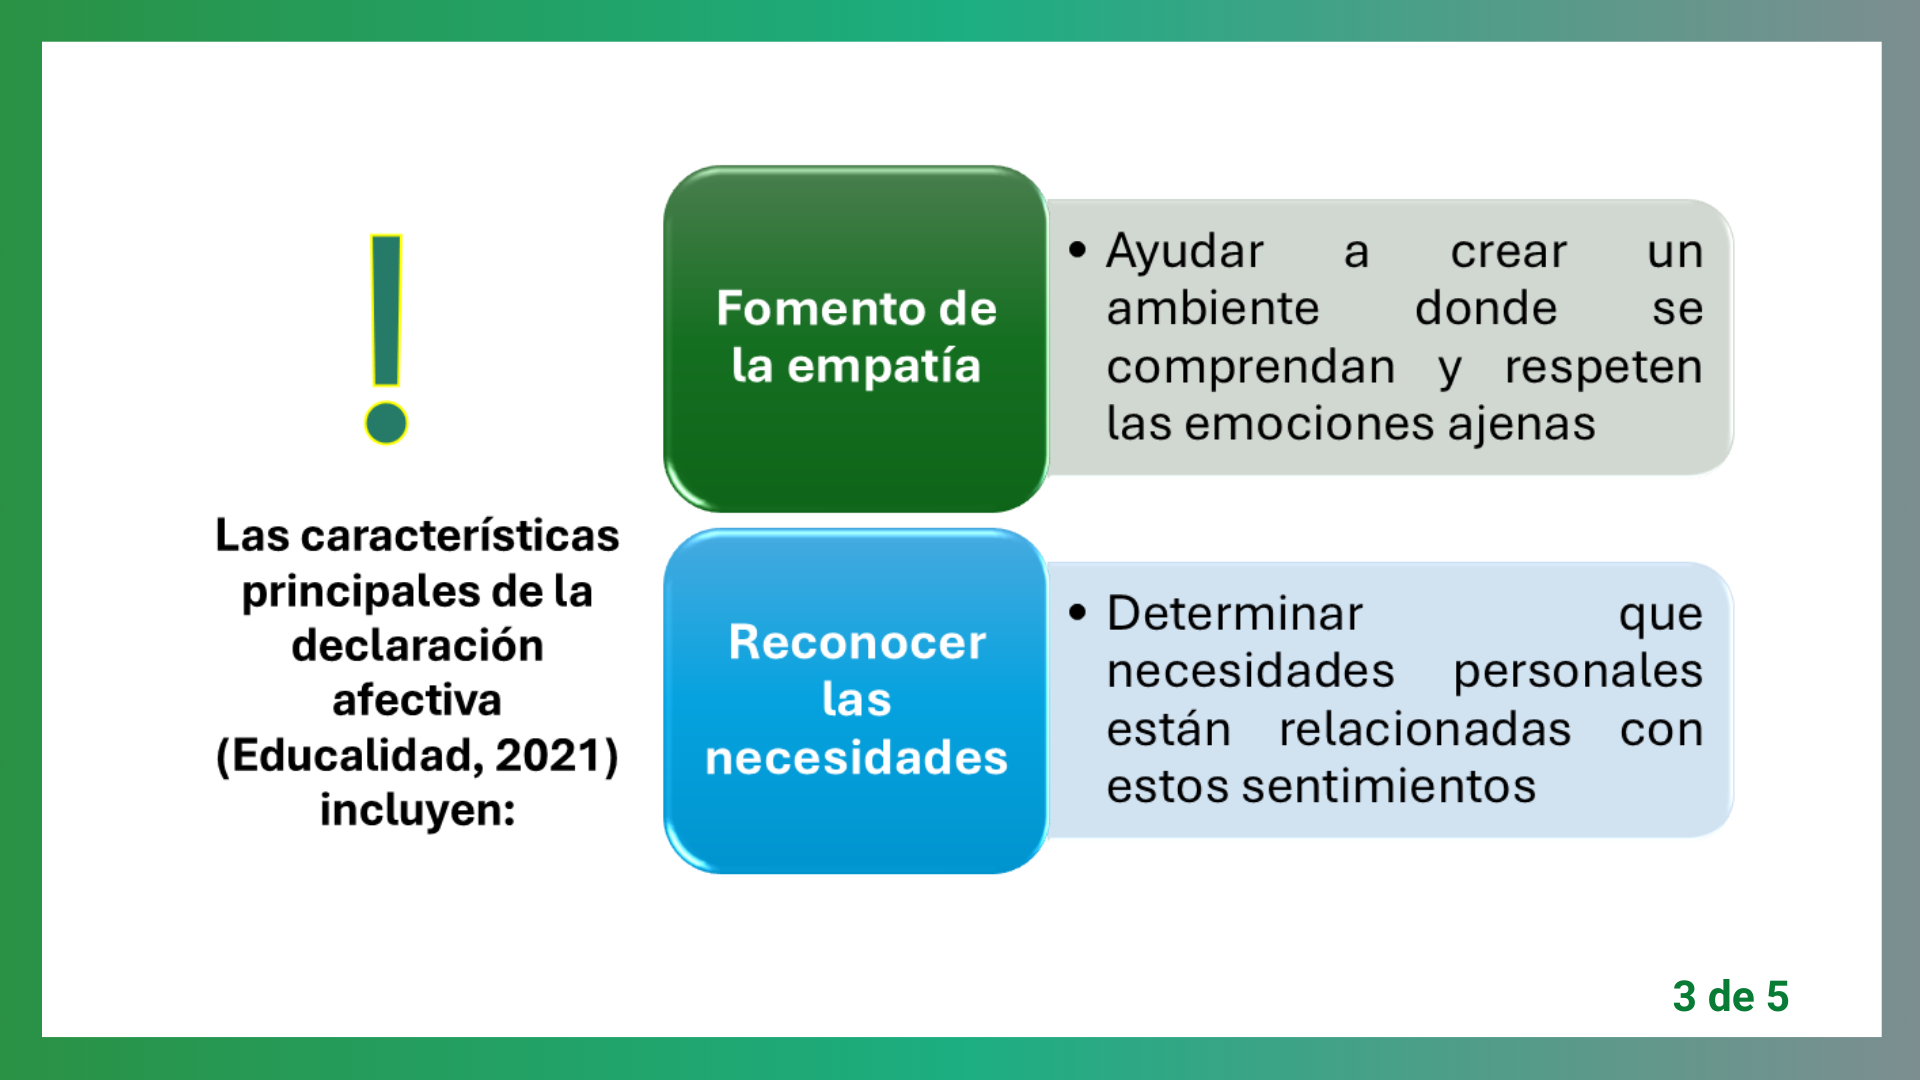 Las características
principales de la
declaración
afectiva
(Educalidad, 2021)
incluyen:
Fomento de
la empatía
• Ayudar a crear un
ambiente donde se
comprendan y respeten
las emociones ajenas
Reconocer
las
necesidades
• Determinar que
necesidades personales
están relacionadas con
estos sentimientos
3 de 5